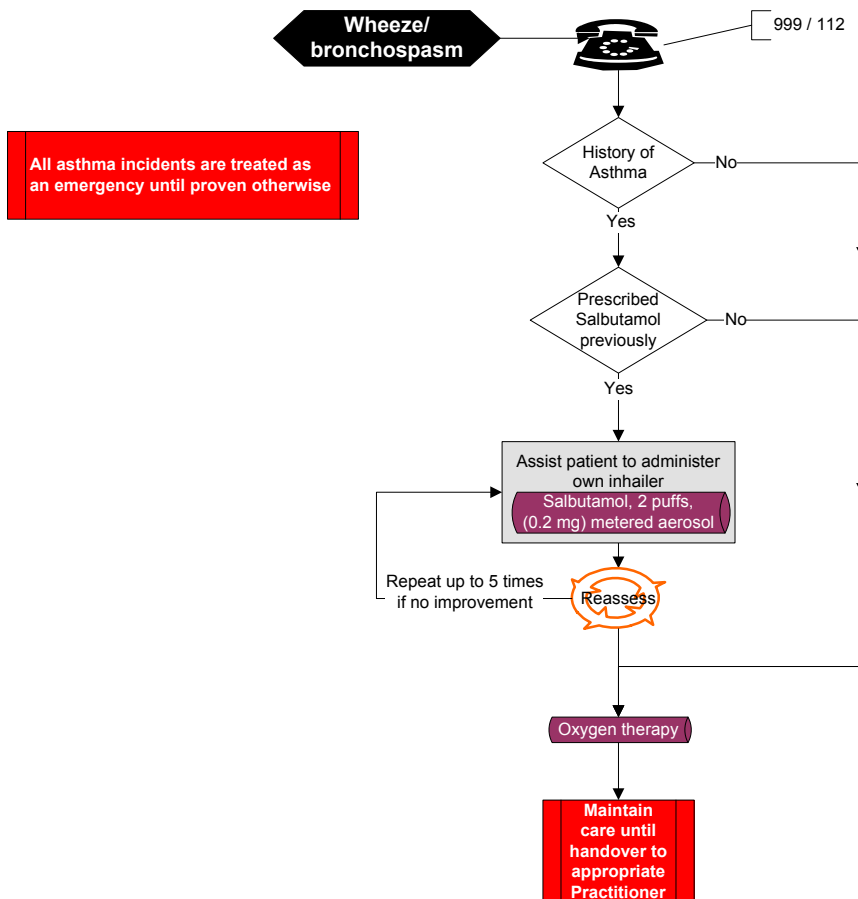 Wheeze/
bronchospasm
999 / 112
All asthma incidents are treated as
an emergency until proven otherwise
History of
Asthma
No
Yes
Prescribed
Salbutamol
previously
No
Yes
Assist patient to administer
own inhailer
Salbutamol, 2 puffs,
(0.2 mg) metered aerosol
Repeat up to 5 times
if no improvement
Reassess
Oxygen therapy
Maintain
care until
handover to
appropriate
Practitioner